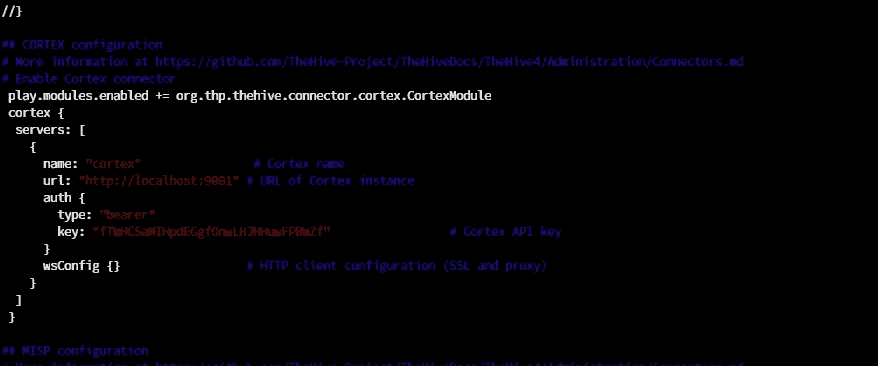 //}
## CORTEX configuration
# More information at https://github.com/TheHive-Project/TheHiveDocs/TheHive4/Administration/Connectors.md
# Enable Cortex connector
play.modules.enabled += org.thp.thehive.connector.cortex.CortexModule
cortex {
servers: [
{
name: "cortex" # Cortex name
url: "http://localhost:9001" # URL of Cortex instance
auth {
type: "bearer"
key: # Cortex API key
}
wsConfig {} # HTTP client configuration (SSL and proxy)
}
]
}
## MISP configuration